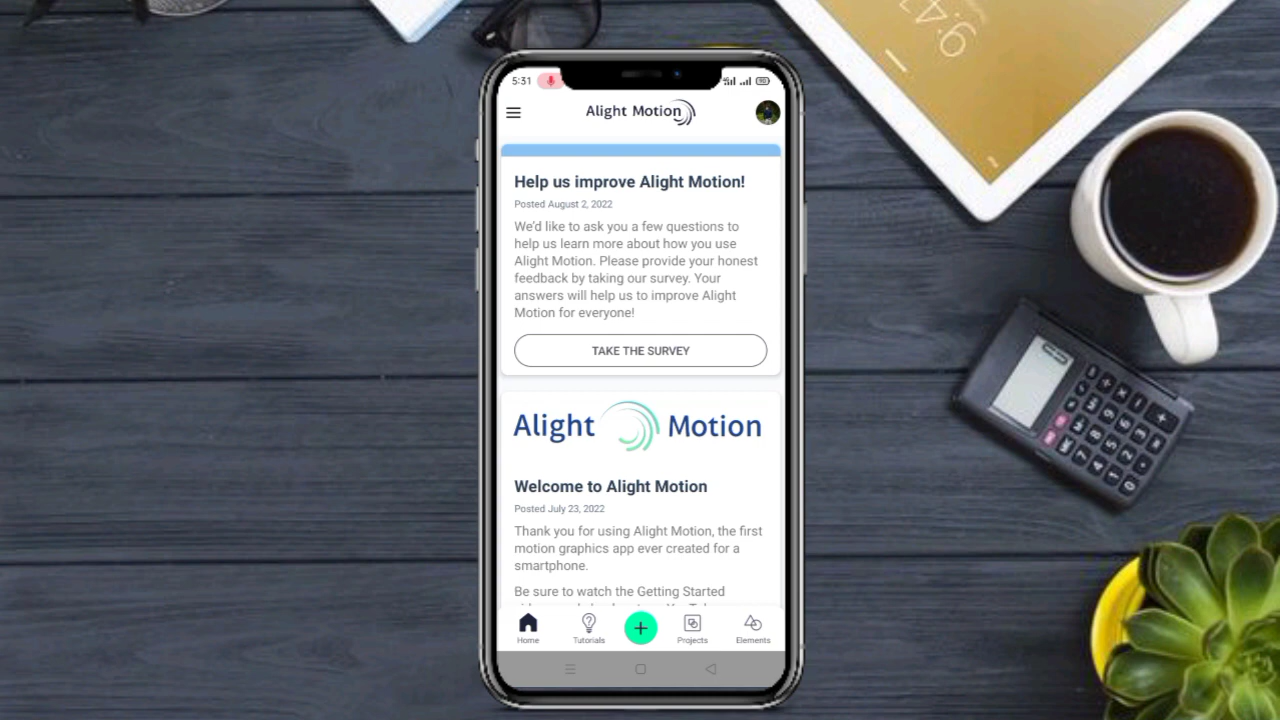 5:31
Alight Motion
Help us improve Alight Motion!
Posted August 2, 2022
We'd like to ask you a few questions to
help us learn more about how you use
Alight Motion. Please provide your honest
feedback by taking our survey. Your
answers will help us to improve Alight
Motion for everyone!
TAKE THE SURVEY
Alight Motion
Welcome to Alight Motion
Posted July 23, 2022
Thank you for using Alight Motion, the first
motion graphics app ever created for a
smartphone.
Be sure to watch the Getting Started
Home
Tutorials
Projects
Elements
9:41